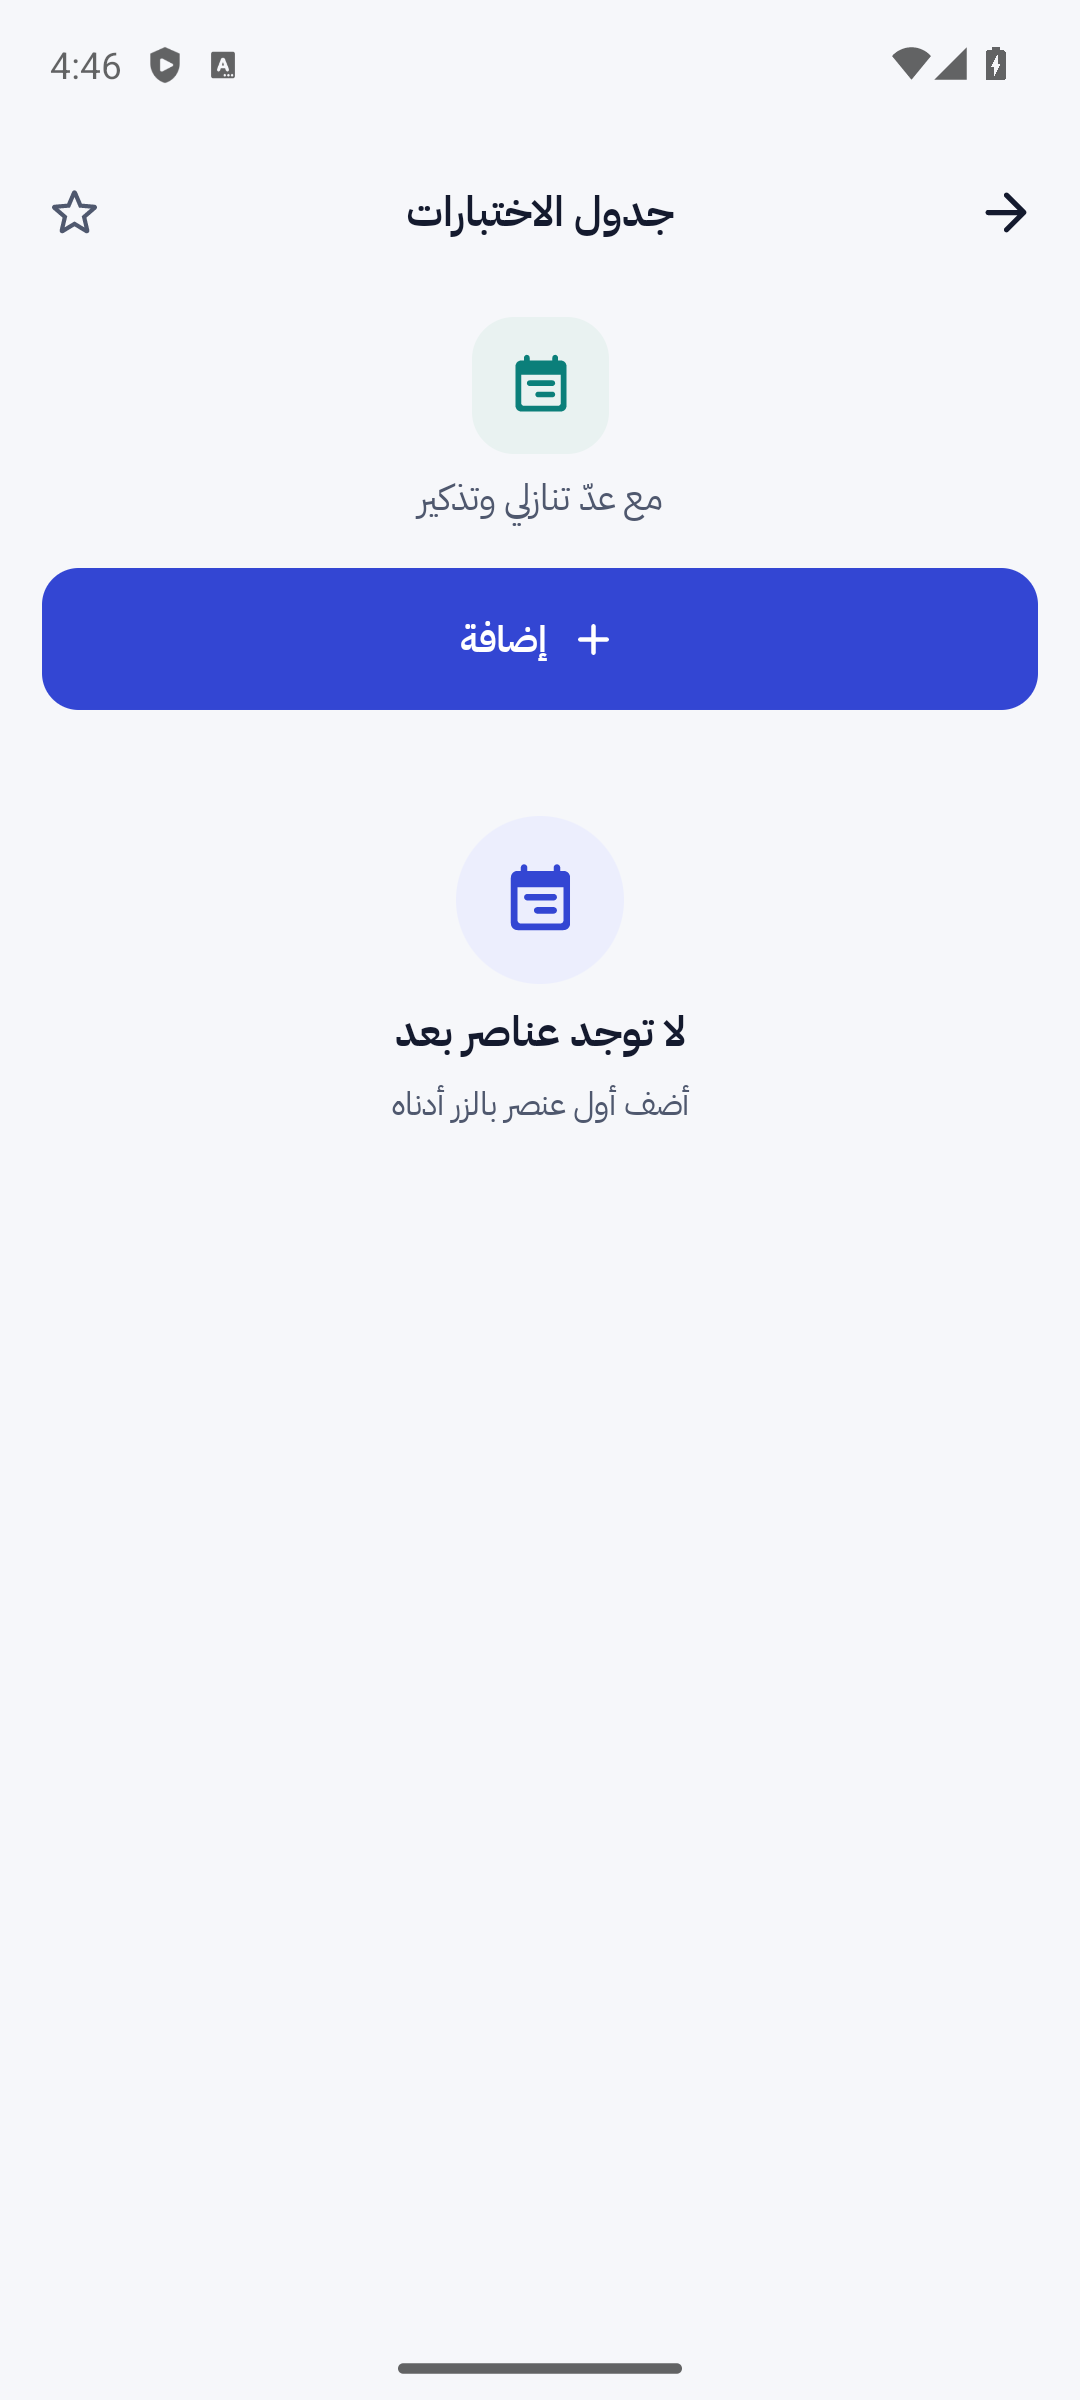 4:46
جدول الاختبارات
مع عدّ تنازلي وتذكير
إضافة
لا توجد عناصر بعد
أضف أول عنصر بالزر أدناه